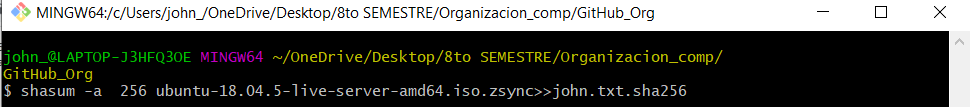 MINGW64:/c/Users/john_/OneDrive/Desktop/8to SEMESTRE/Organizacion_comp/GitHub_Org
john_@LAPTOP-J3HFQ3OE MINGW64 ~/OneDrive/Desktop/8to SEMESTRE/Organizacion_comp/
GitHub_Org
$ shasum -a  256 ubuntu-18.04.5-live-server-amd64.iso.zsync>>john.txt.sha256